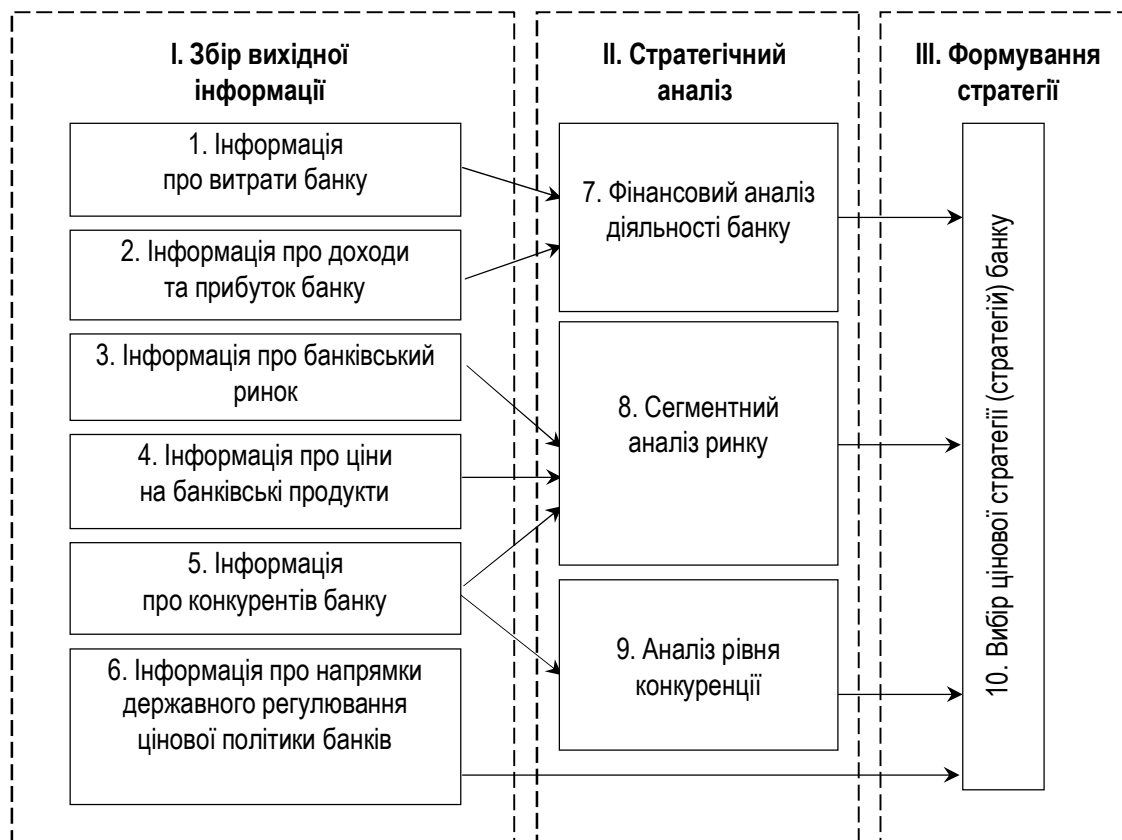 І. Збір вихідної
інформації
1. Інформація
про витрати банку
2. Інформація про доходи
та прибуток банку
3. Інформація про банківський
ринок
4. Інформація про ціни
на банківські продукти
5. Інформація
про конкурентів банку
6. Інформація про напрямки
державного регулювання
цінової політики банків
ІІ. Стратегічний
аналіз
7. Фінансовий аналіз
діяльності банку
8. Сегментний
аналіз ринку
9. Аналіз рівня
конкуренції
ІІІ. Формування
стратегії
10. Вибір цінової стратегії (стратегій) банку